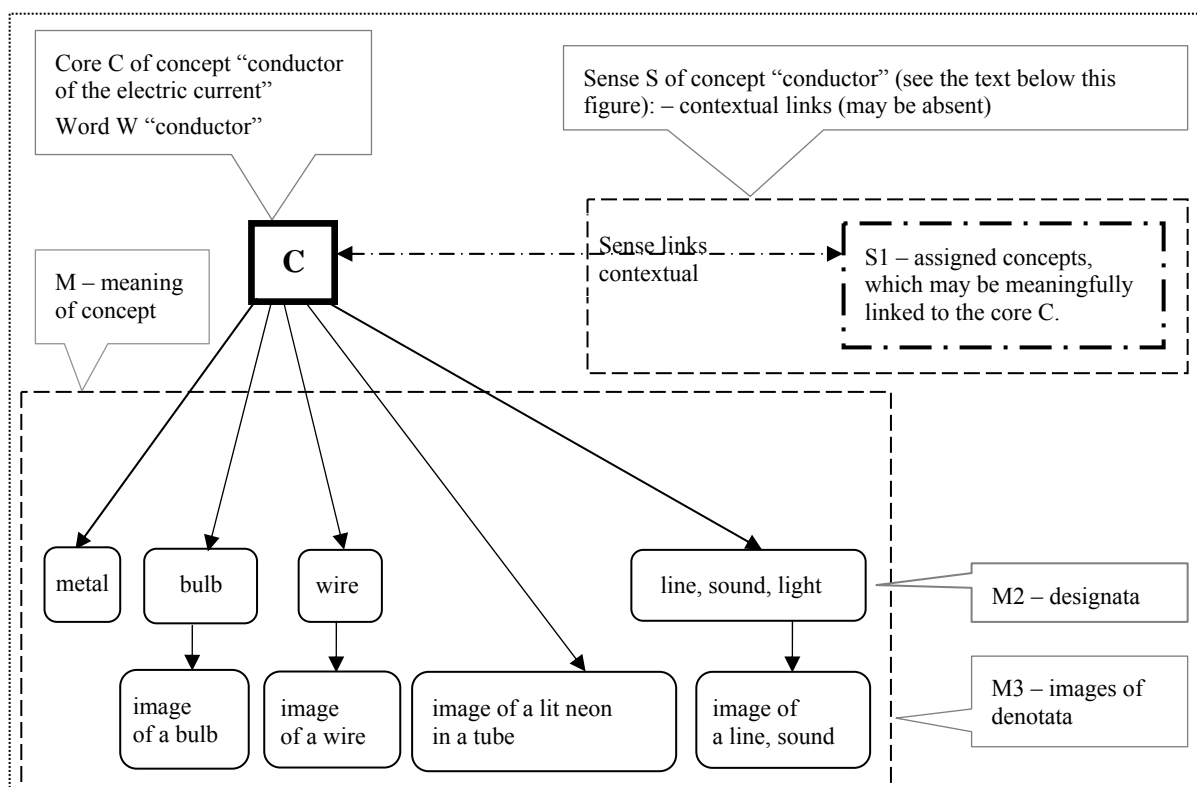 Core C of concept “conductor
of the electric current”
Word W “conductor”
Sense S of concept “conductor” (see the text below this
figure): – contextual links (may be absent)
C
Sense links
contextual
S1 – assigned concepts,
which may be meaningfully
linked to the core C.
M – meaning
of concept
metal
bulb
wire
line, sound, light
M2 – designata
image
of a bulb
image
of a wire
image of a lit neon
in a tube
image of
a line, sound
M3 – images of
denotata